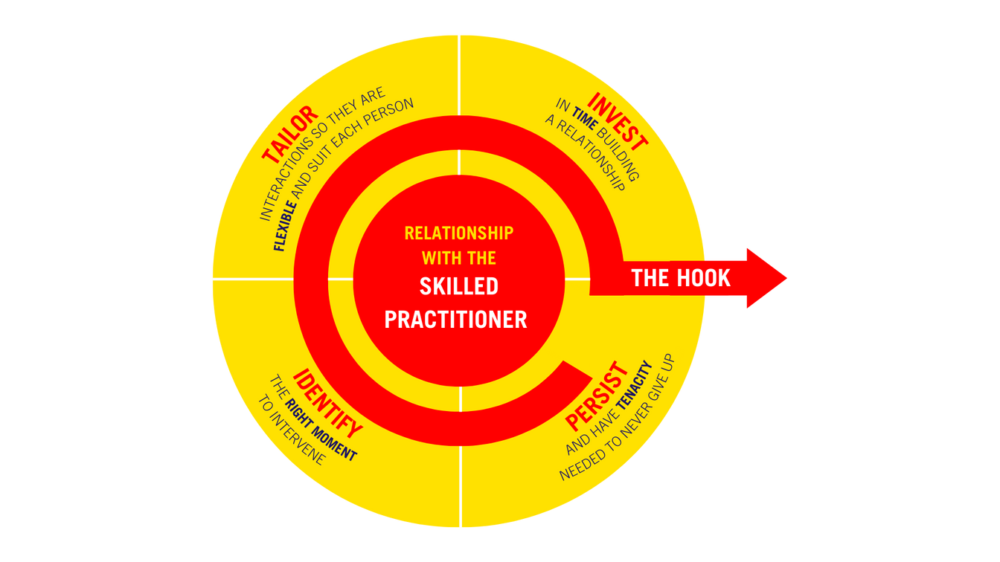 TAILOR
INTERACTIONS SO THEY ARE
FLEXIBLE AND SUIT EACH PERSON
INVEST
IN TIME BUILDING
A RELATIONSHIP
RELATIONSHIP
WITH THE
SKILLED
PRACTITIONER
THE HOOK
IDENTIFY
THE RIGHT MOMENT
TO INTERVENE
PERSIST
AND HAVE TENACITY
NEEDED TO NEVER GIVE UP